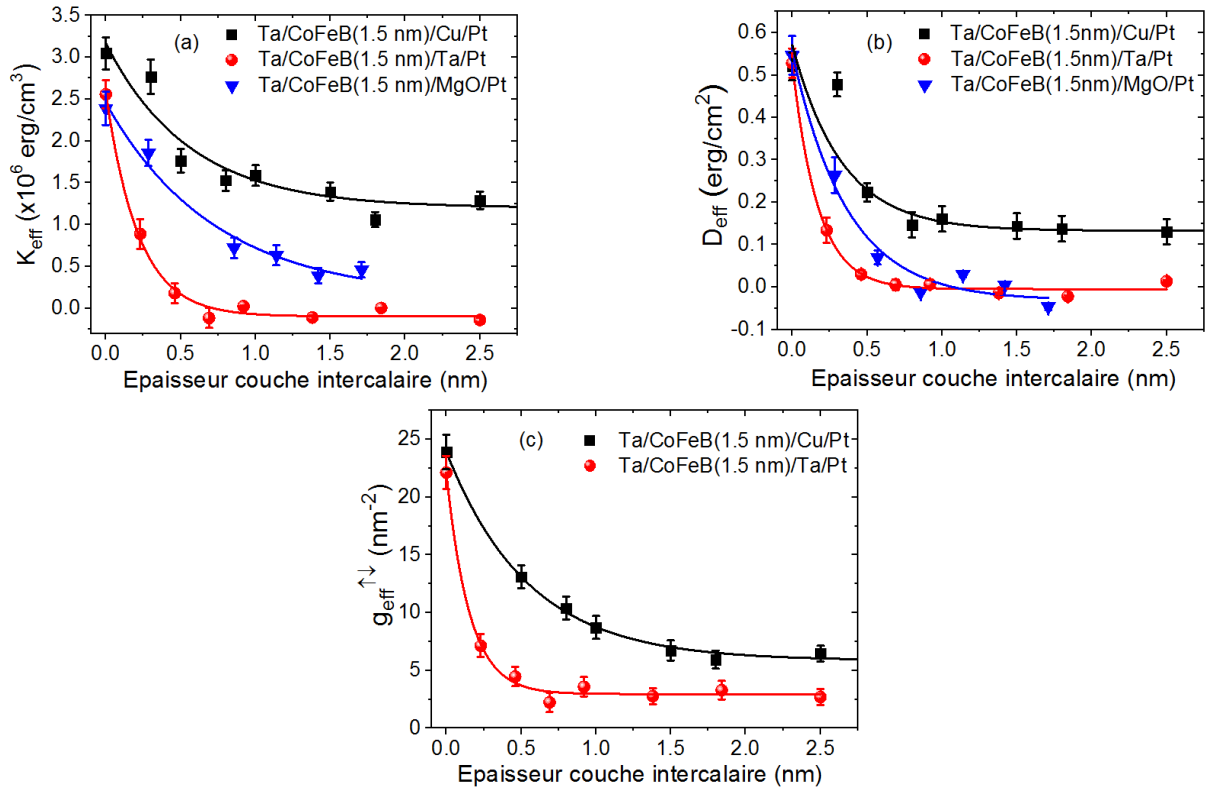 (a)
Ta/CoFeB(1.5 nm)/Cu/Pt
Ta/CoFeB(1.5 nm)/Ta/Pt
Ta/CoFeB(1.5 nm)/MgO/Pt
K_eff (x10^6 erg/cm^3)
3.0
2.5
2.0
1.5
1.0
0.5
0.0
0.0 0.5 1.0 1.5 2.0 2.5
Epaisseur couche intercalaire (nm)
(b)
Ta/CoFeB(1.5nm)/Cu/Pt
Ta/CoFeB(1.5nm)/Ta/Pt
Ta/CoFeB(1.5nm)/MgO/Pt
D_eff (erg/cm^2)
0.6
0.5
0.4
0.3
0.2
0.1
0.0
-0.1
0.0 0.5 1.0 1.5 2.0 2.5
Epaisseur couche intercalaire (nm)
(c)
Ta/CoFeB(1.5 nm)/Cu/Pt
Ta/CoFeB(1.5 nm)/Ta/Pt
g_eff^↑↓ (nm^-2)
25
20
15
10
5
0
0.0 0.5 1.0 1.5 2.0 2.5
Epaisseur couche intercalaire (nm)